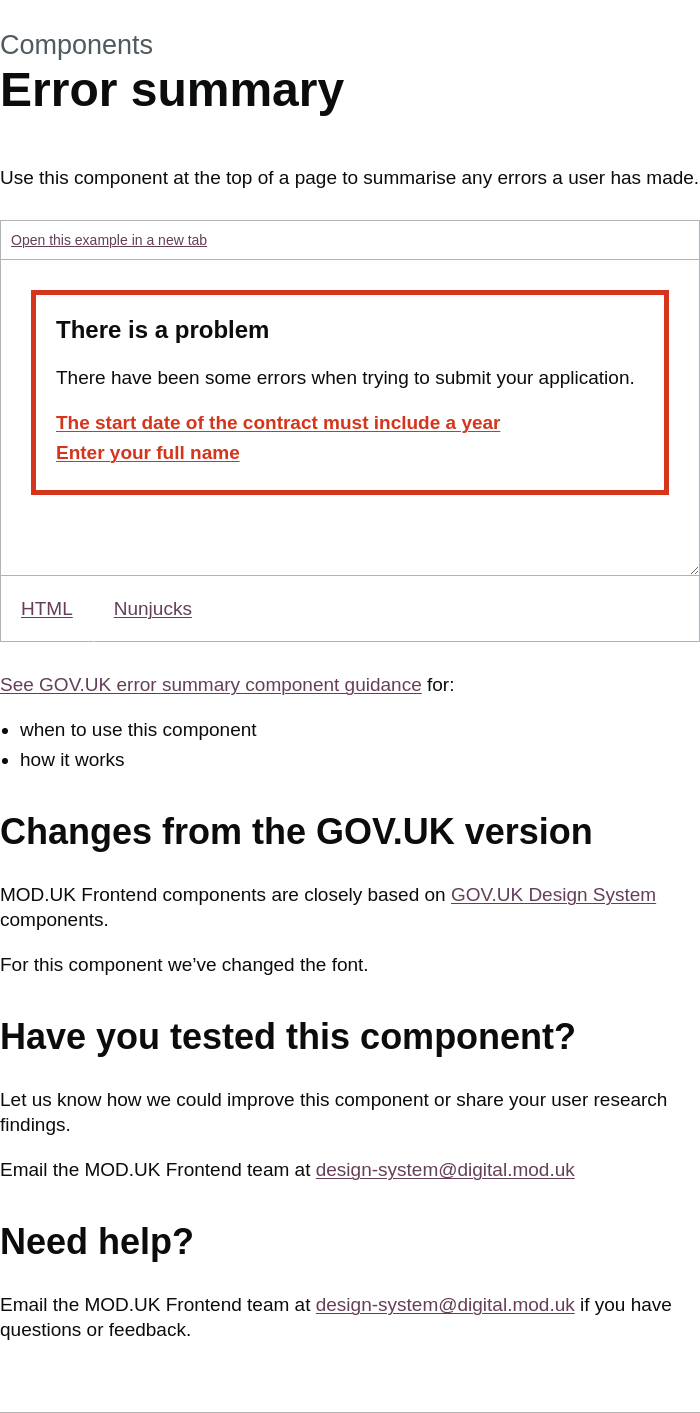 Components
Error summary
Use this component at the top of a page to summarise any errors a user has made.
Open this example in a new tab
There is a problem
There have been some errors when trying to submit your application.
The start date of the contract must include a year
Enter your full name
HTML
Nunjucks
See GOV.UK error summary component guidance for:
• when to use this component
• how it works
Changes from the GOV.UK version
MOD.UK Frontend components are closely based on GOV.UK Design System
components.
For this component we’ve changed the font.
Have you tested this component?
Let us know how we could improve this component or share your user research
findings.
Email the MOD.UK Frontend team at design-system@digital.mod.uk
Need help?
Email the MOD.UK Frontend team at design-system@digital.mod.uk if you have
questions or feedback.